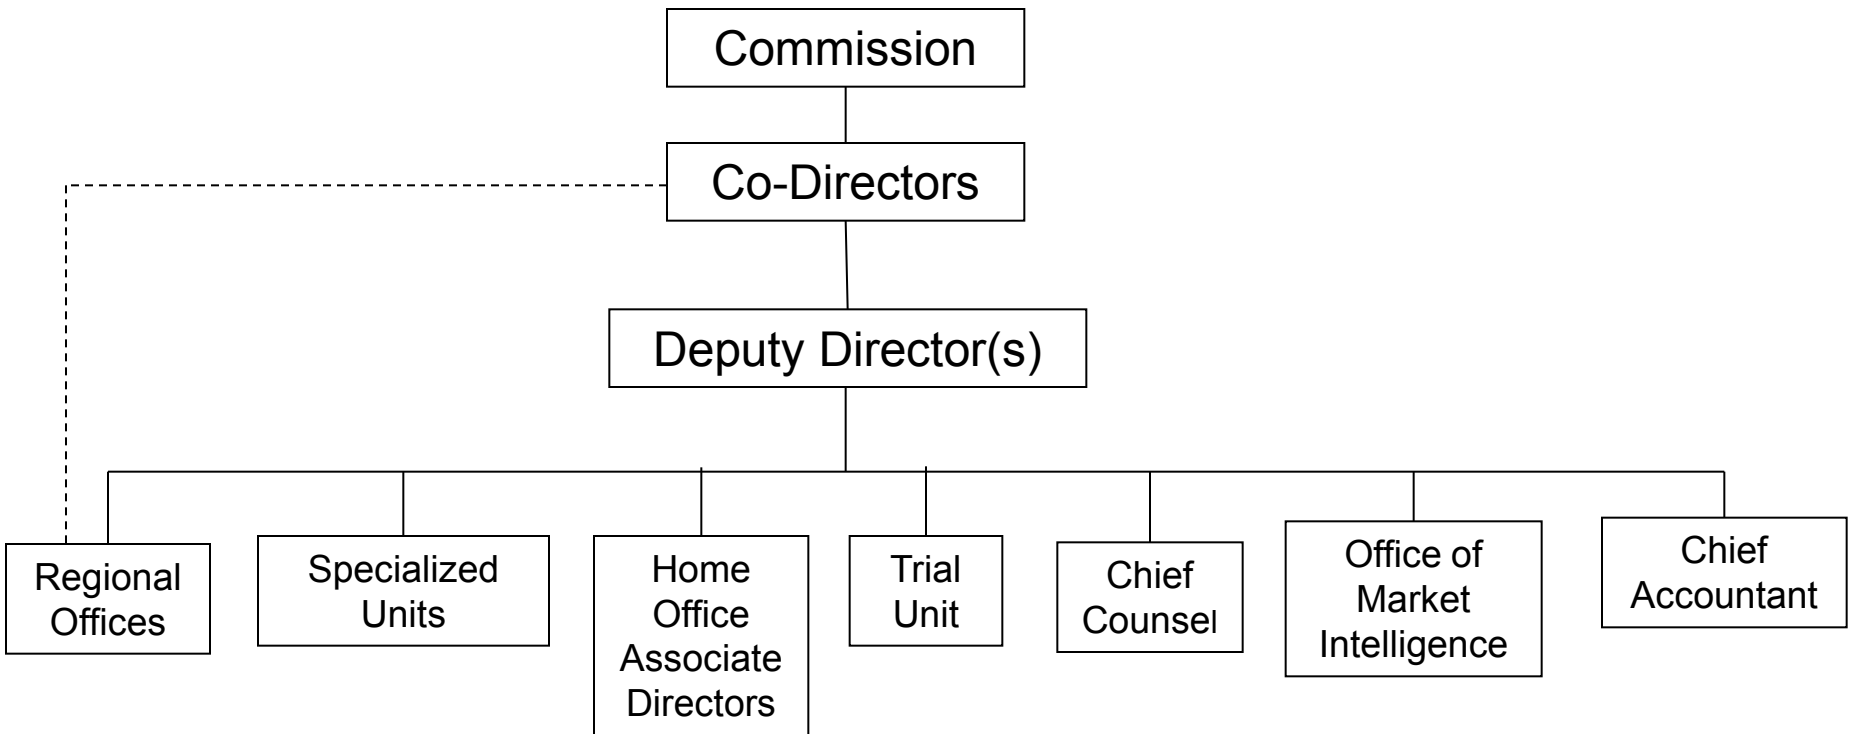 Commission
Co-Directors
Deputy Director(s)
Regional
Offices
Specialized
Units
Home
Office
Associate
Directors
Trial
Unit
Chief
Counsel
Office of
Market
Intelligence
Chief
Accountant